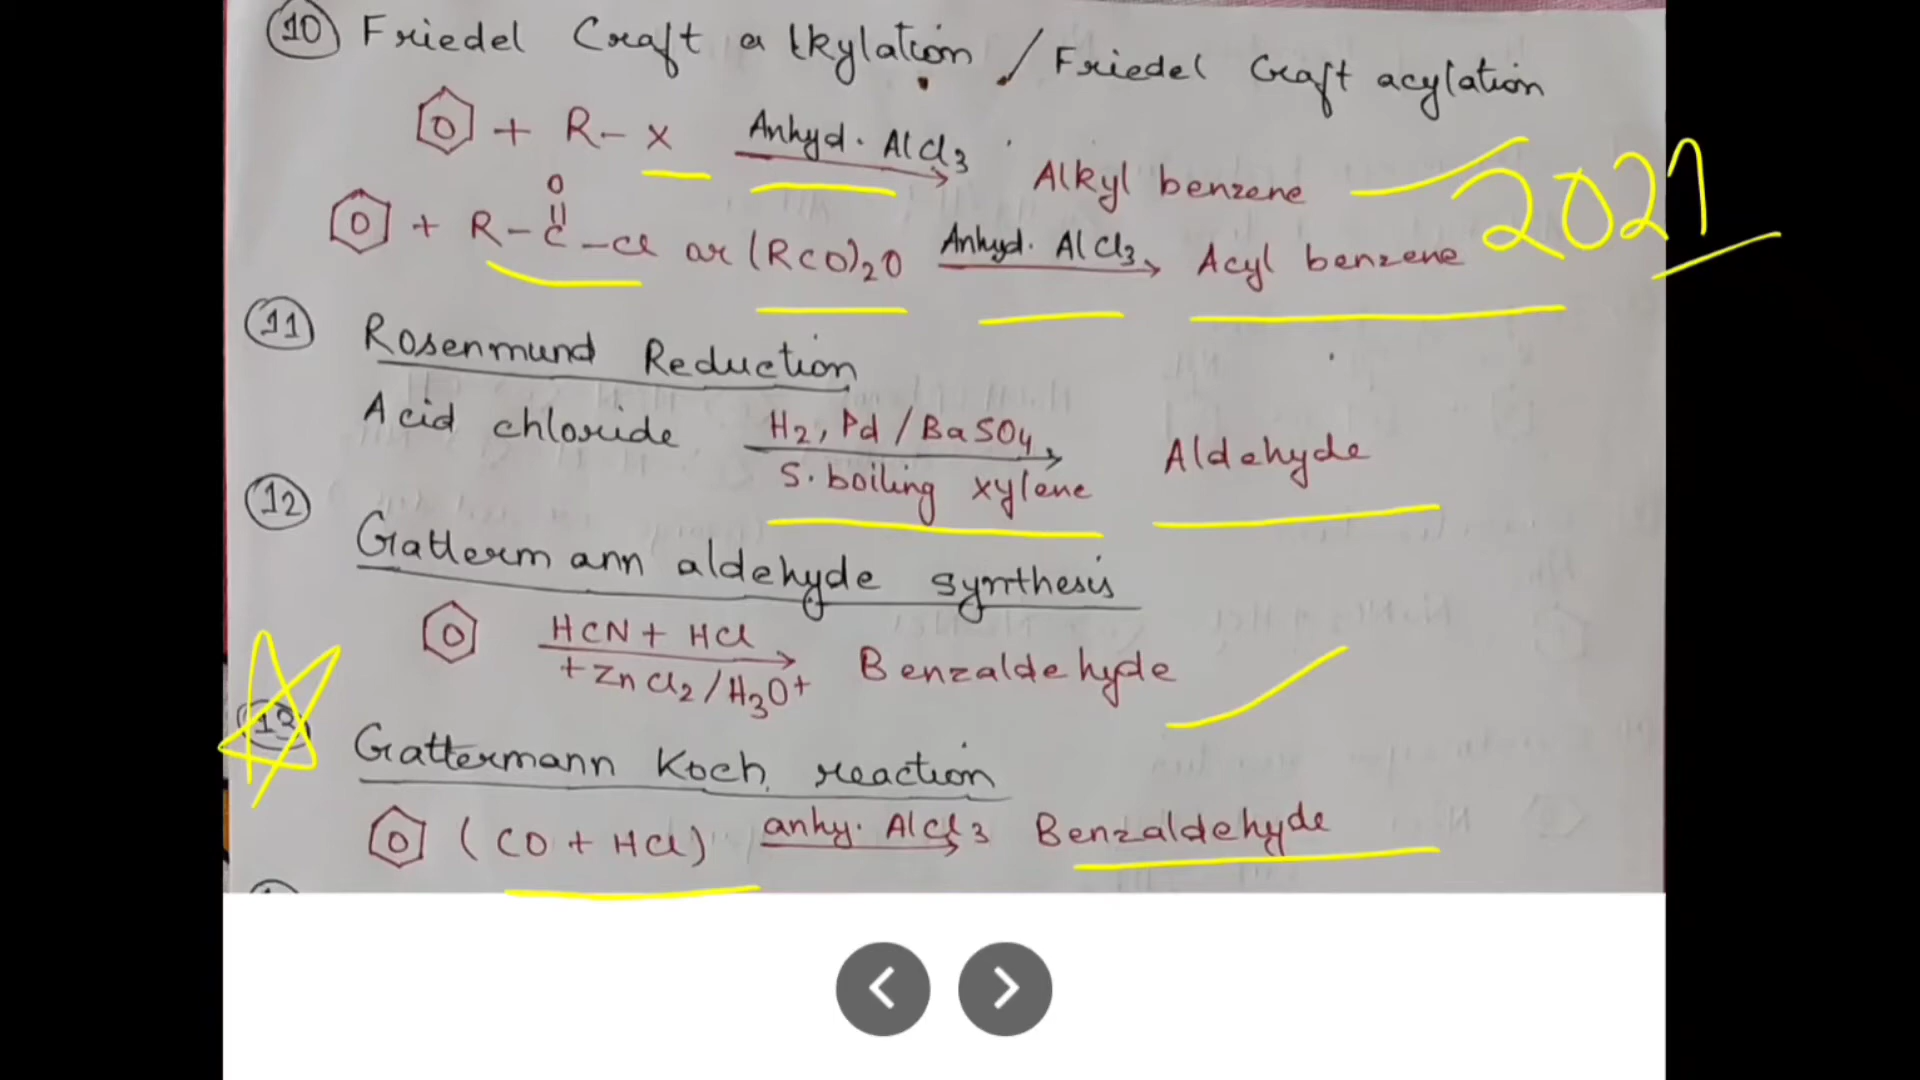 10 Friedel Craft alkylation / Friedel Craft acylation
+ R-X Anhyd. AlCl3 Alkyl benzene
2021
O
+ R-C-Cl or (RCO)2O Anhyd. AlCl3 Acyl benzene
11 Rosenmund Reduction
Acid chloride H2, Pd/BaSO4 Aldehyde
S. boiling xylene
12 Gattermann aldehyde synthesis
HCN + HCl
+ ZnCl2/H3O+ Benzaldehyde
13 Gattermann Koch reaction
(CO + HCl) anhy. AlCl3 Benzaldehyde